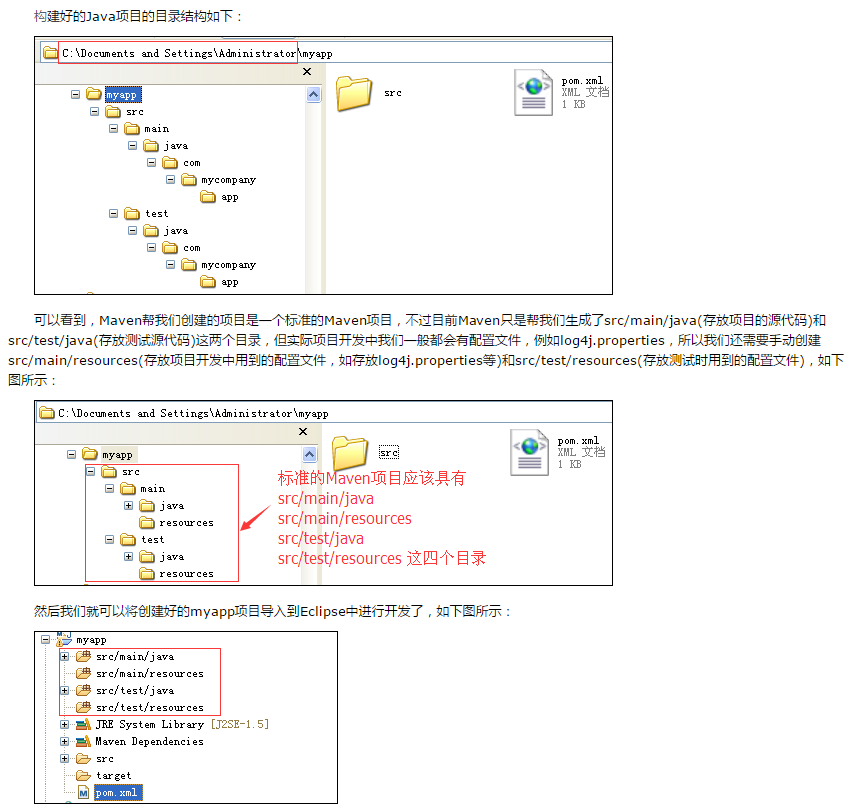 构建好的Java项目的目录结构如下：
C:\Documents and Settings\Administrator\myapp
myapp
src
main
java
com
mycompany
app
test
java
com
mycompany
app
src
pom.xml
XML 文档
1 KB
可以看到，Maven帮我们创建的项目是一个标准的Maven项目，不过目前Maven只是帮我们生成了src/main/java(存放项目的源代码)和
src/test/java(存放测试源代码)这两个目录，但实际项目开发中我们一般都会有配置文件，例如log4j.properties，所以我们还需要手动创建
src/main/resources(存放项目开发中用到的配置文件，如存放log4j.properties等)和src/test/resources(存放测试时用到的配置文件)，如下
图所示：
C:\Documents and Settings\Administrator\myapp
myapp
src
main
java
resources
test
java
resources
src
pom.xml
XML 文档
1 KB
标准的Maven项目应该具有
src/main/java
src/main/resources
src/test/java
src/test/resources 这四个目录
然后我们就可以将创建好的myapp项目导入到Eclipse中进行开发了，如下图所示：
myapp
src/main/java
src/main/resources
src/test/java
src/test/resources
JRE System Library [J2SE-1.5]
Maven Dependencies
src
target
pom.xml